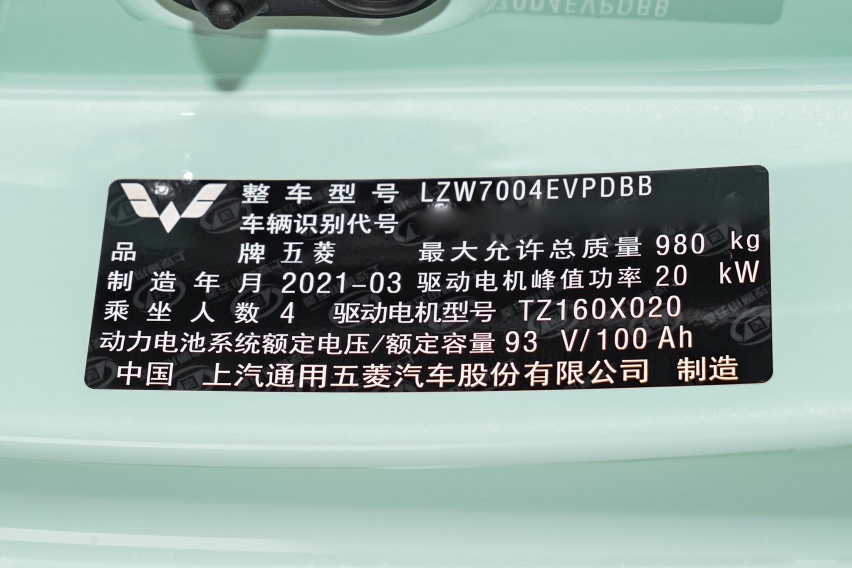 7004EVPDBB
整车型号 LZW7004EVPDBB
车辆识别代号
品牌 五菱 最大允许总质量 980 kg
制造年月 2021-03 驱动电机峰值功率 20 kW
乘坐人数 4 驱动电机型号 TZ160X020
动力电池系统额定电压/额定容量 93 V/100 Ah
中国 上汽通用五菱汽车股份有限公司 制造